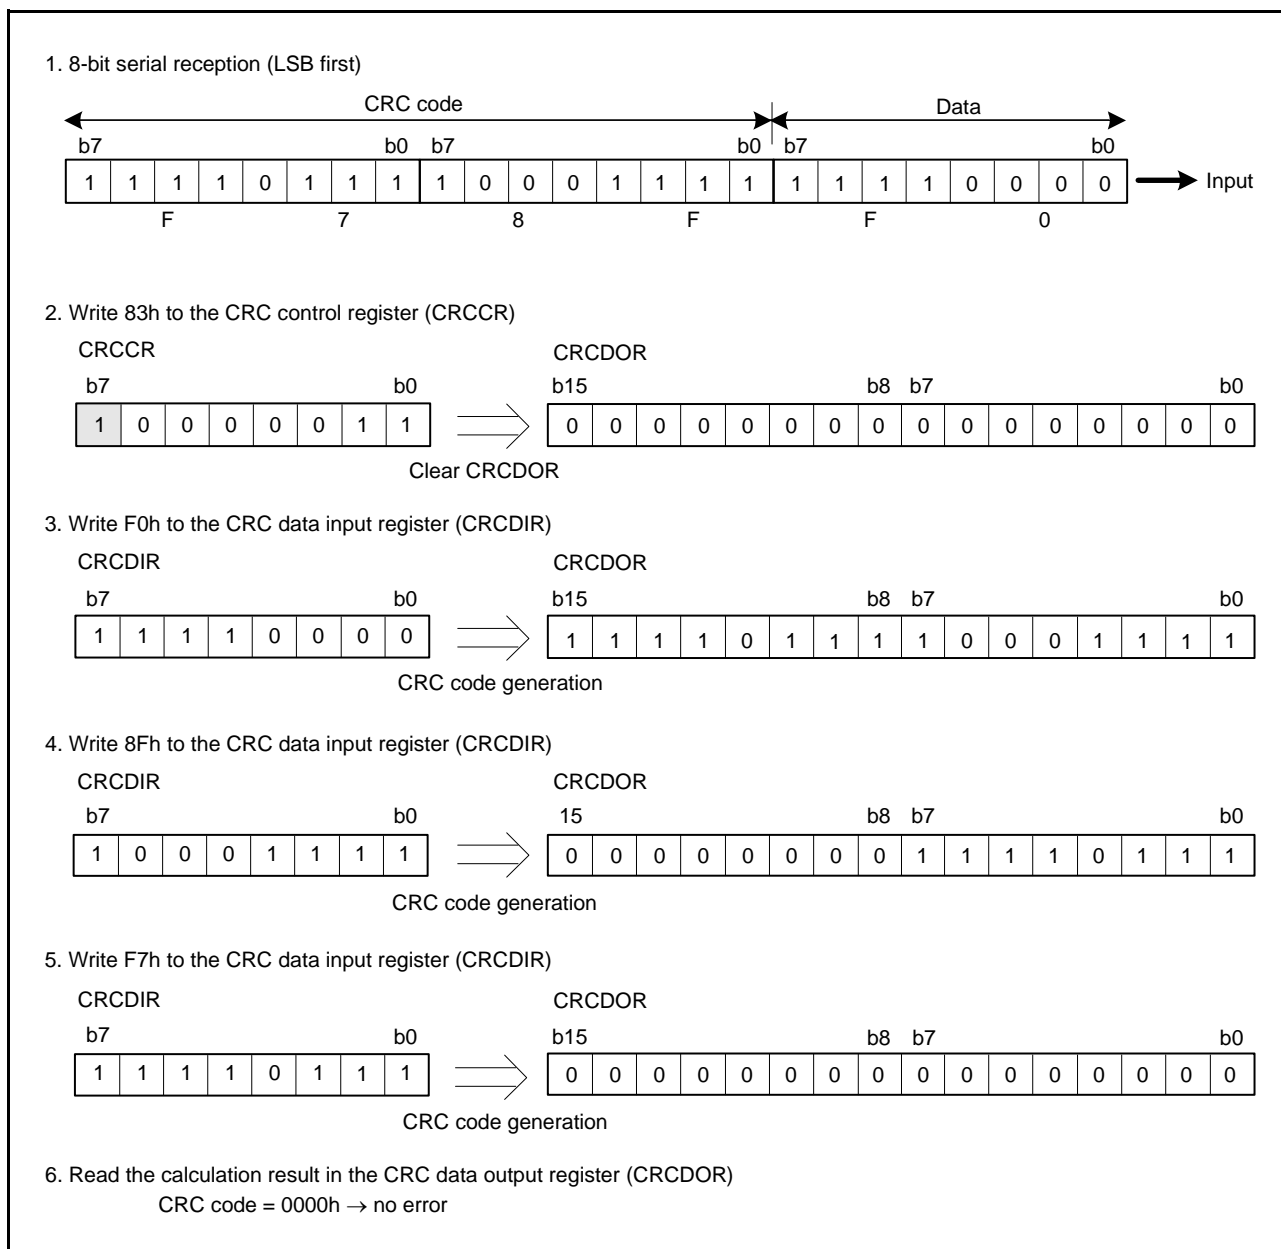 1. 8-bit serial reception (LSB first)
CRC code Data
b7 b0 b7 b0 b7 b0
1 1 1 1 0 1 1 1 1 0 0 0 1 1 1 1 1 1 1 1 0 0 0 0 Input
F 7 8 F F 0
2. Write 83h to the CRC control register (CRCCR)
CRCCR CRCDOR
b7 b0 b15 b8 b7 b0
1 0 0 0 0 0 1 1 0 0 0 0 0 0 0 0 0 0 0 0 0 0 0 0
Clear CRCDOR
3. Write F0h to the CRC data input register (CRCDIR)
CRCDIR CRCDOR
b7 b0 b15 b8 b7 b0
1 1 1 1 0 0 0 0 1 1 1 1 0 1 1 1 1 0 0 0 1 1 1 1
CRC code generation
4. Write 8Fh to the CRC data input register (CRCDIR)
CRCDIR CRCDOR
b7 b0 15 b8 b7 b0
1 0 0 0 1 1 1 1 0 0 0 0 0 0 0 0 1 1 1 1 0 1 1 1
CRC code generation
5. Write F7h to the CRC data input register (CRCDIR)
CRCDIR CRCDOR
b7 b0 b15 b8 b7 b0
1 1 1 1 0 1 1 1 0 0 0 0 0 0 0 0 0 0 0 0 0 0 0 0
CRC code generation
6. Read the calculation result in the CRC data output register (CRCDOR)
CRC code = 0000h → no error